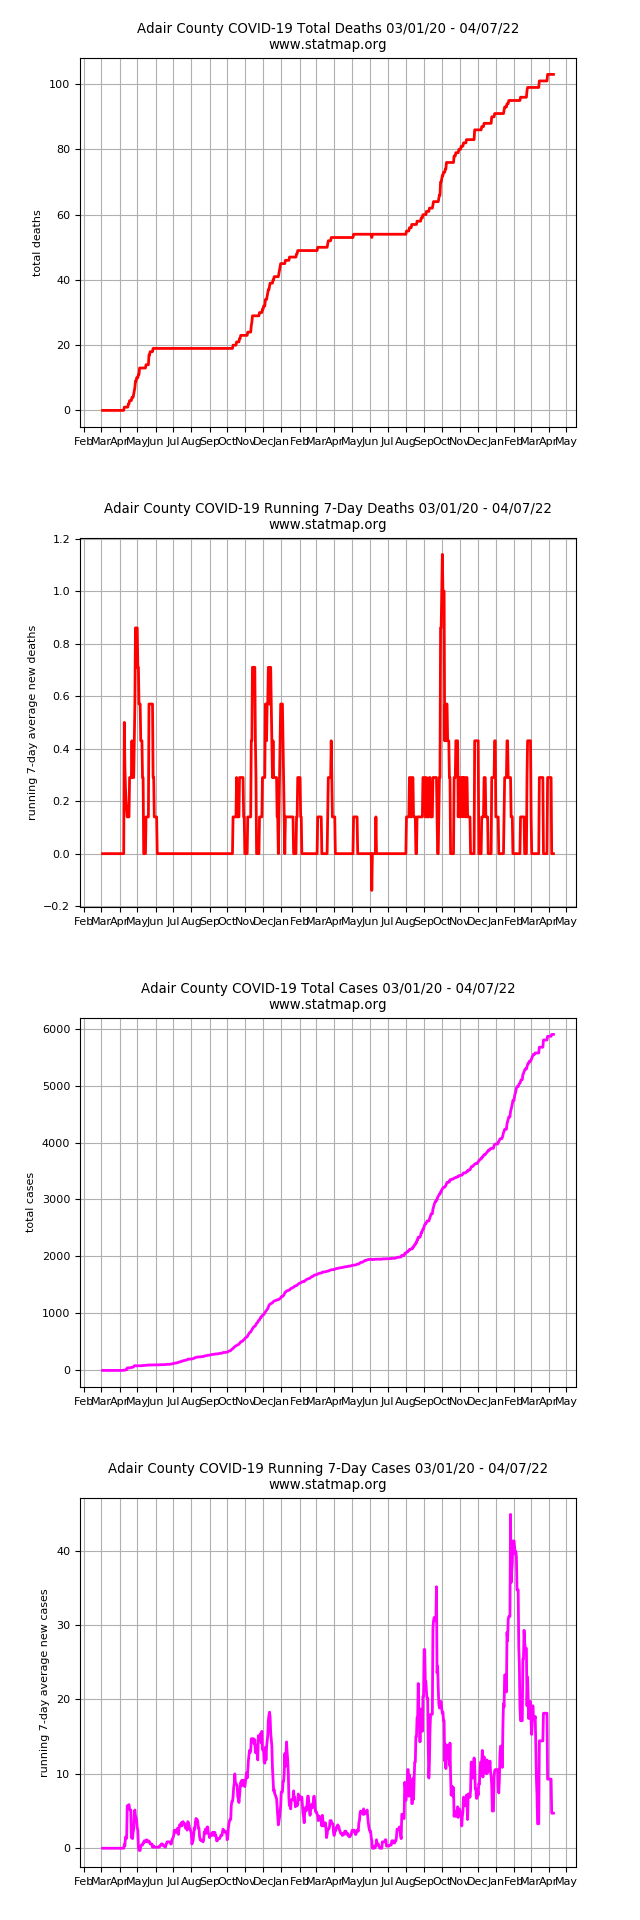 Adair County COVID-19 Total Deaths 03/01/20 - 04/07/22
www.statmap.org
100
80
60
40
20
0
total deaths
Feb Mar Apr May Jun Jul Aug Sep Oct Nov Dec Jan Feb Mar Apr May Jun Jul Aug Sep Oct Nov Dec Jan Feb Mar Apr May
Adair County COVID-19 Running 7-Day Deaths 03/01/20 - 04/07/22
www.statmap.org
1.2
1.0
0.8
0.6
0.4
0.2
0.0
−0.2
running 7-day average new deaths
Feb Mar Apr May Jun Jul Aug Sep Oct Nov Dec Jan Feb Mar Apr May Jun Jul Aug Sep Oct Nov Dec Jan Feb Mar Apr May
Adair County COVID-19 Total Cases 03/01/20 - 04/07/22
www.statmap.org
6000
5000
4000
3000
2000
1000
0
total cases
Feb Mar Apr May Jun Jul Aug Sep Oct Nov Dec Jan Feb Mar Apr May Jun Jul Aug Sep Oct Nov Dec Jan Feb Mar Apr May
Adair County COVID-19 Running 7-Day Cases 03/01/20 - 04/07/22
www.statmap.org
40
30
20
10
0
running 7-day average new cases
Feb Mar Apr May Jun Jul Aug Sep Oct Nov Dec Jan Feb Mar Apr May Jun Jul Aug Sep Oct Nov Dec Jan Feb Mar Apr May